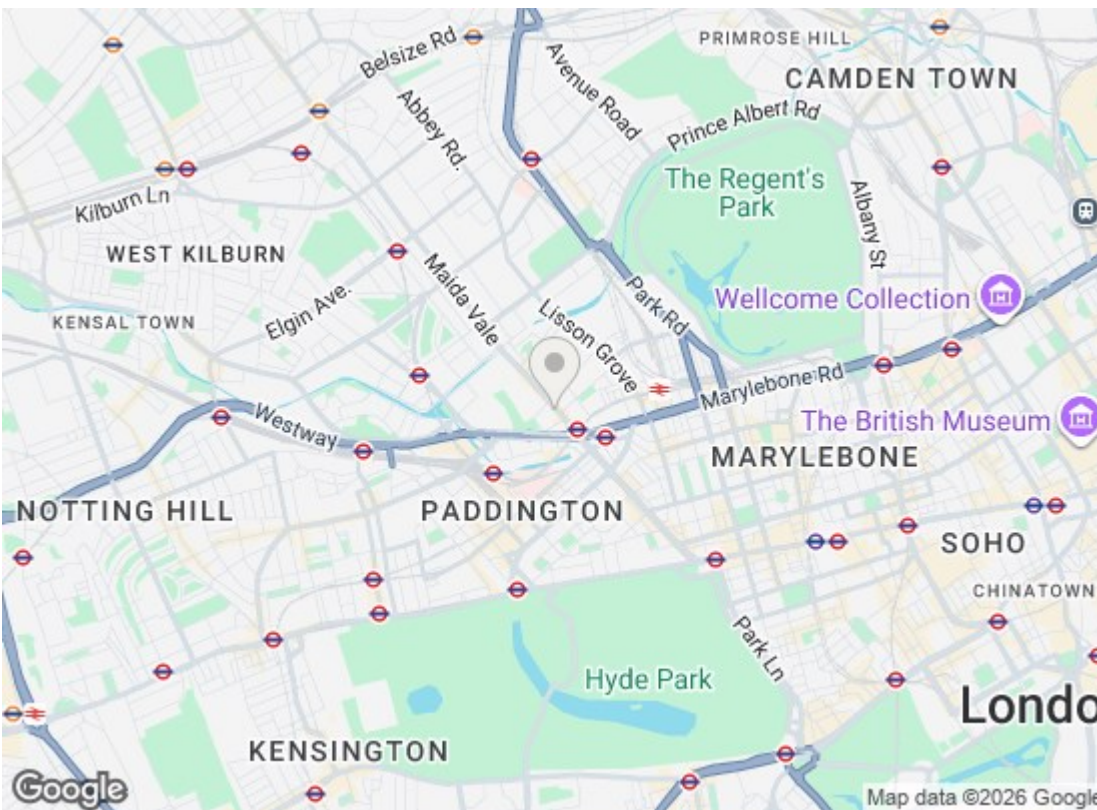 PRIMROSE HILL
Belsize Rd
Avenue Road
CAMDEN TOWN
Abbey Rd.
Prince Albert Rd
The Regent's
Park
Kilburn Ln
Albany St
WEST KILBURN
Maida Vale
Park Rd
Wellcome Collection
Elgin Ave.
Lisson Grove
KENSAL TOWN
Marylebone Rd
Westway
The British Museum
MARYLEBONE
NOTTING HILL
PADDINGTON
SOHO
CHINATOWN
Park Ln
Hyde Park
Londo
KENSINGTON
Google
Map data ©2026 Google